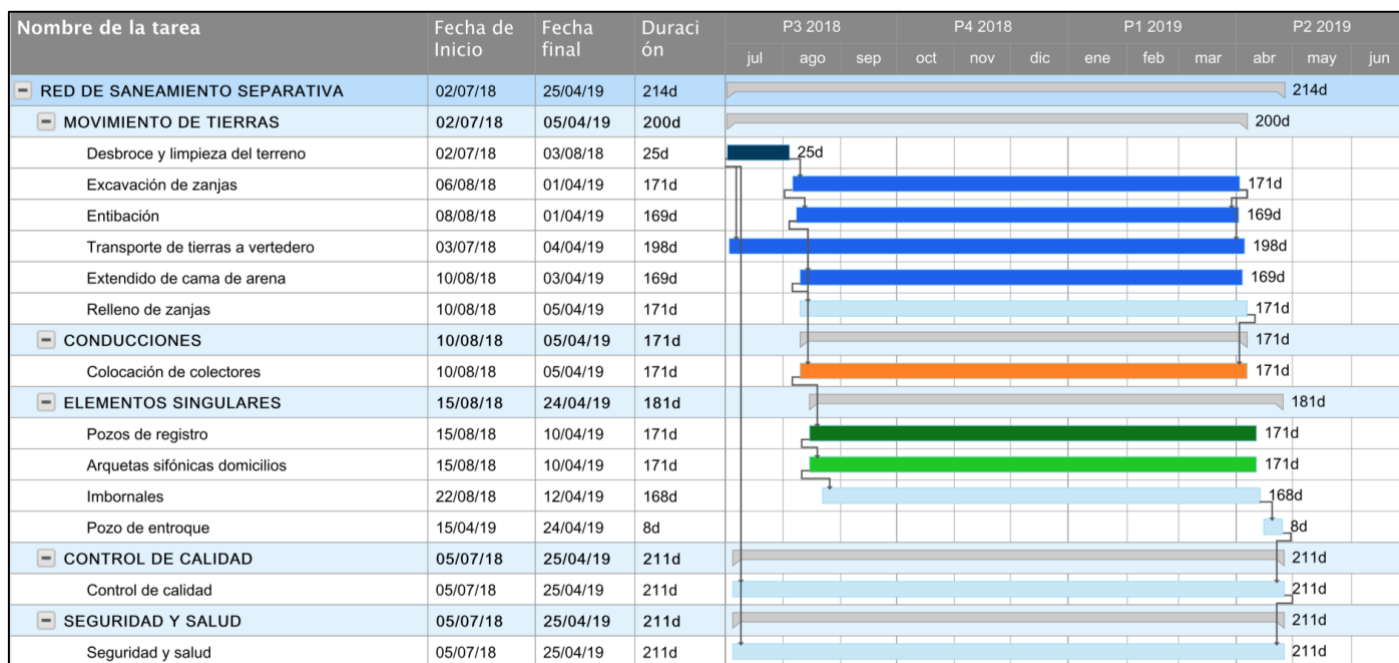 Nombre de la tarea Fecha de Inicio Fecha final Duración P3 2018 P4 2018 P1 2019 P2 2019
jul ago sep oct nov dic ene feb mar abr may jun
RED DE SANEAMIENTO SEPARATIVA 02/07/18 25/04/19 214d 214d
MOVIMIENTO DE TIERRAS 02/07/18 05/04/19 200d 200d
Desbroce y limpieza del terreno 02/07/18 03/08/18 25d 25d
Excavación de zanjas 06/08/18 01/04/19 171d 171d
Entibación 08/08/18 01/04/19 169d 169d
Transporte de tierras a vertedero 03/07/18 04/04/19 198d 198d
Extendido de cama de arena 10/08/18 03/04/19 169d 169d
Relleno de zanjas 10/08/18 05/04/19 171d 171d
CONDUCCIONES 10/08/18 05/04/19 171d 171d
Colocación de colectores 10/08/18 05/04/19 171d 171d
ELEMENTOS SINGULARES 15/08/18 24/04/19 181d 181d
Pozos de registro 15/08/18 10/04/19 171d 171d
Arquetas sifónicas domicilios 15/08/18 10/04/19 171d 171d
Imbornales 22/08/18 12/04/19 168d 168d
Pozo de entroque 15/04/19 24/04/19 8d 8d
CONTROL DE CALIDAD 05/07/18 25/04/19 211d 211d
Control de calidad 05/07/18 25/04/19 211d 211d
SEGURIDAD Y SALUD 05/07/18 25/04/19 211d 211d
Seguridad y salud 05/07/18 25/04/19 211d 211d